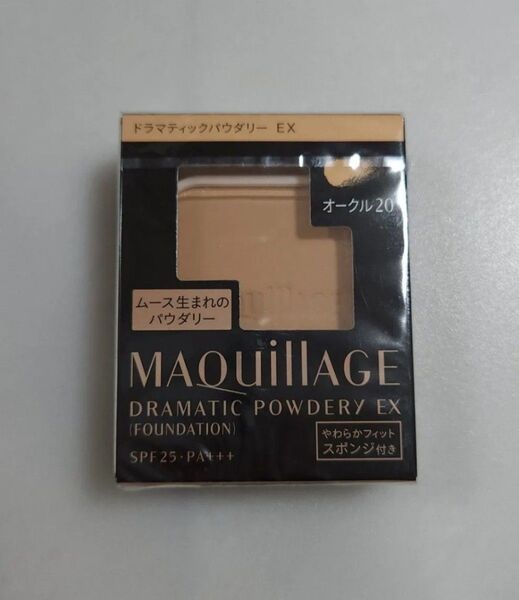 ドラマティックパウダリー EX
オークル20
ムース生まれの
パウダリー
MAQuillAGE
DRAMATIC POWDERY EX
(FOUNDATION)
SPF25・PA+++
やわらかフィット
スポンジ付き